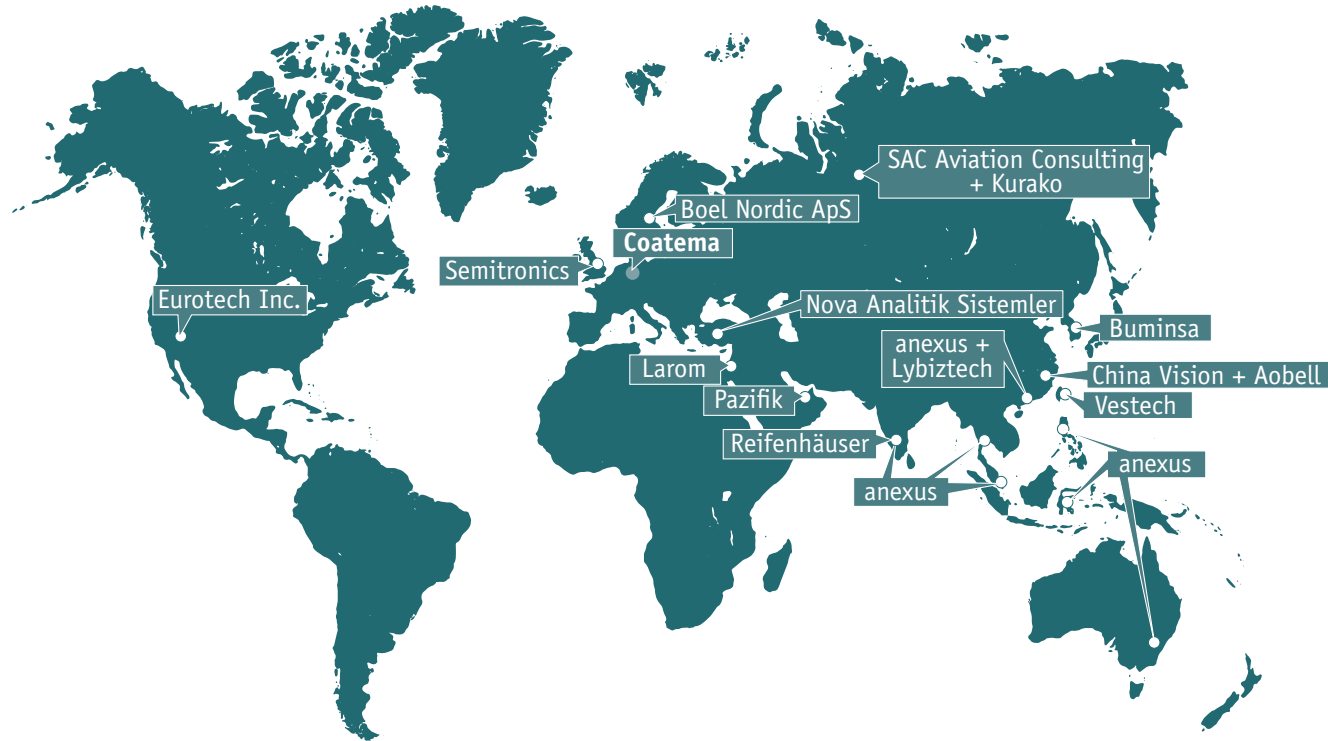 SAC Aviation Consulting
+ Kurako
Boel Nordic ApS
Coatema
Semitronics
Eurotech Inc.
Nova Analitik Sistemler
Buminsa
anexus +
Lybiztech
Larom
China Vision + Aobell
Pazifik
Vestech
Reifenhäuser
anexus
anexus